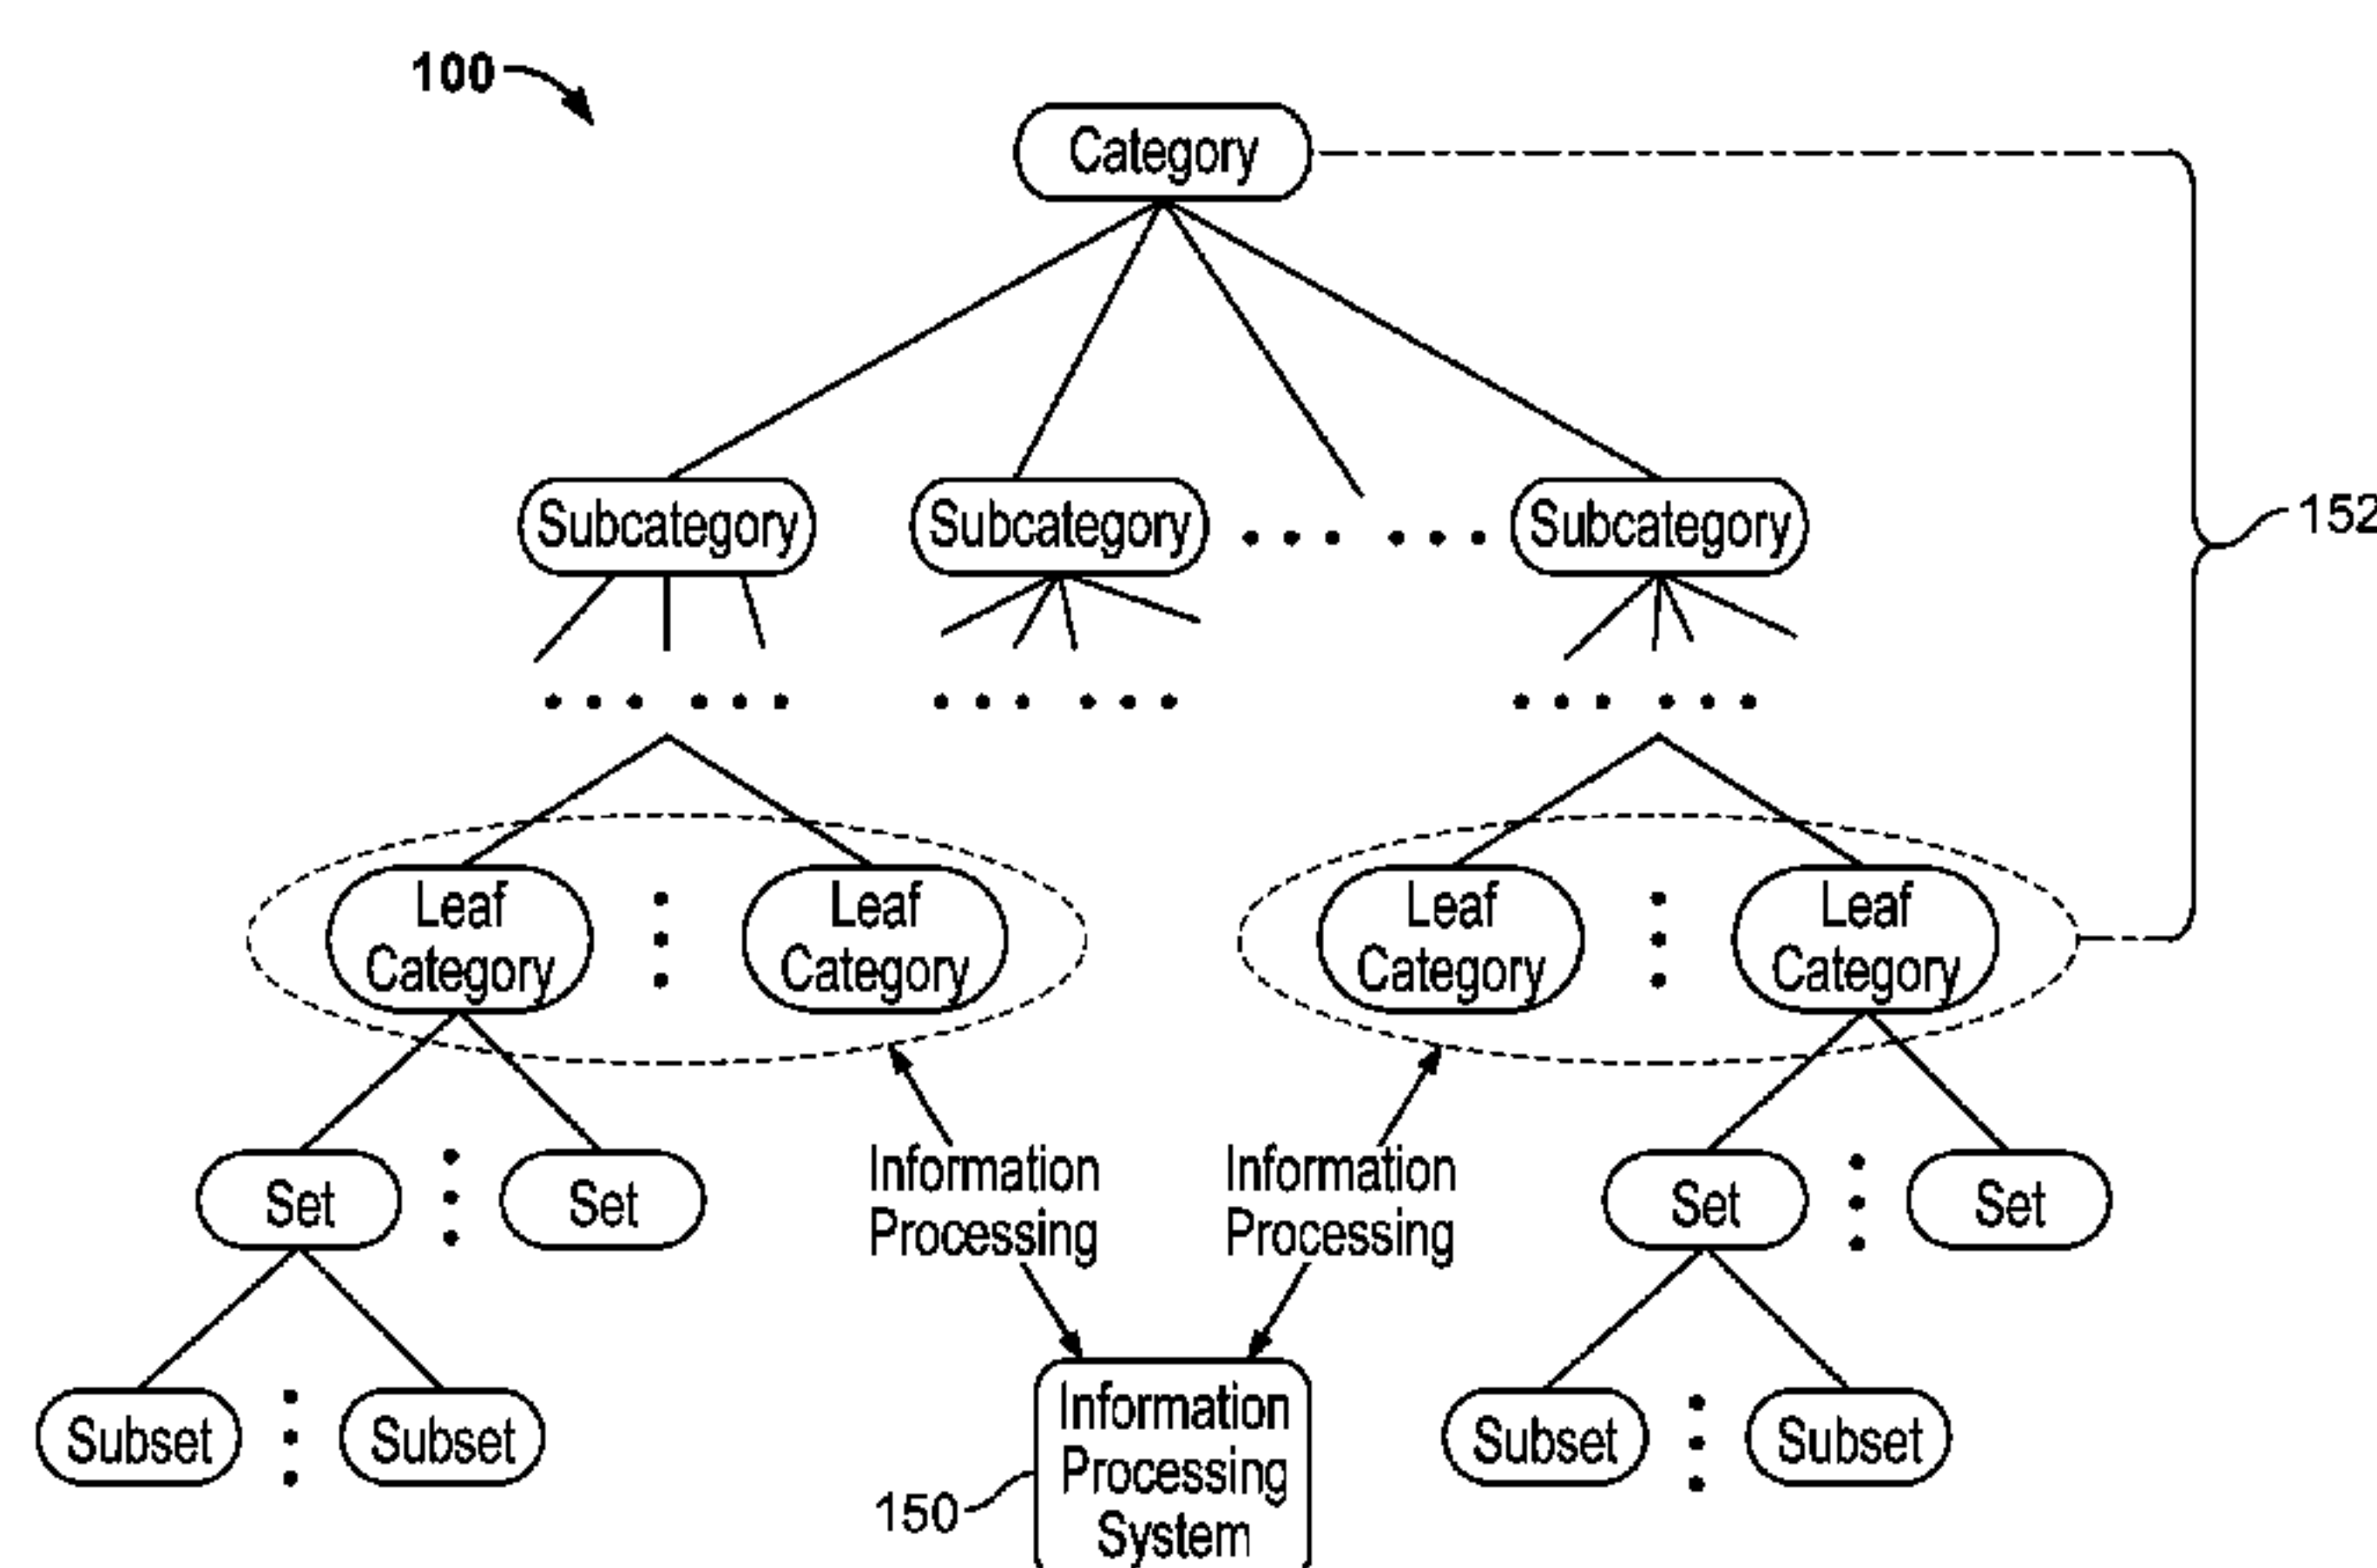 100
Category
Subcategory
Subcategory
Subcategory
152
Leaf
Category
Leaf
Category
Leaf
Category
Leaf
Category
Set
Set
Information
Processing
Information
Processing
Set
Set
Subset
Subset
Information
Processing
System
150
Subset
Subset